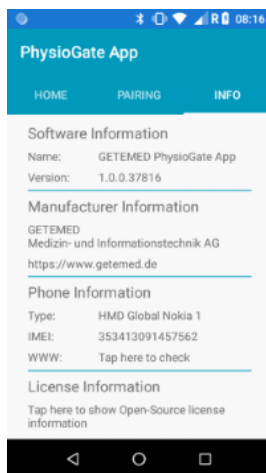 R 08:16
PhysioGate App
HOME PAIRING INFO
Software Information
Name: GETEMED PhysioGate App
Version: 1.0.0.37816
Manufacturer Information
GETEMED
Medizin- und Informationstechnik AG
https://www.getemed.de
Phone Information
Type: HMD Global Nokia 1
IMEI: 353413091457562
WWW: Tap here to check
License Information
Tap here to show Open-Source license
information